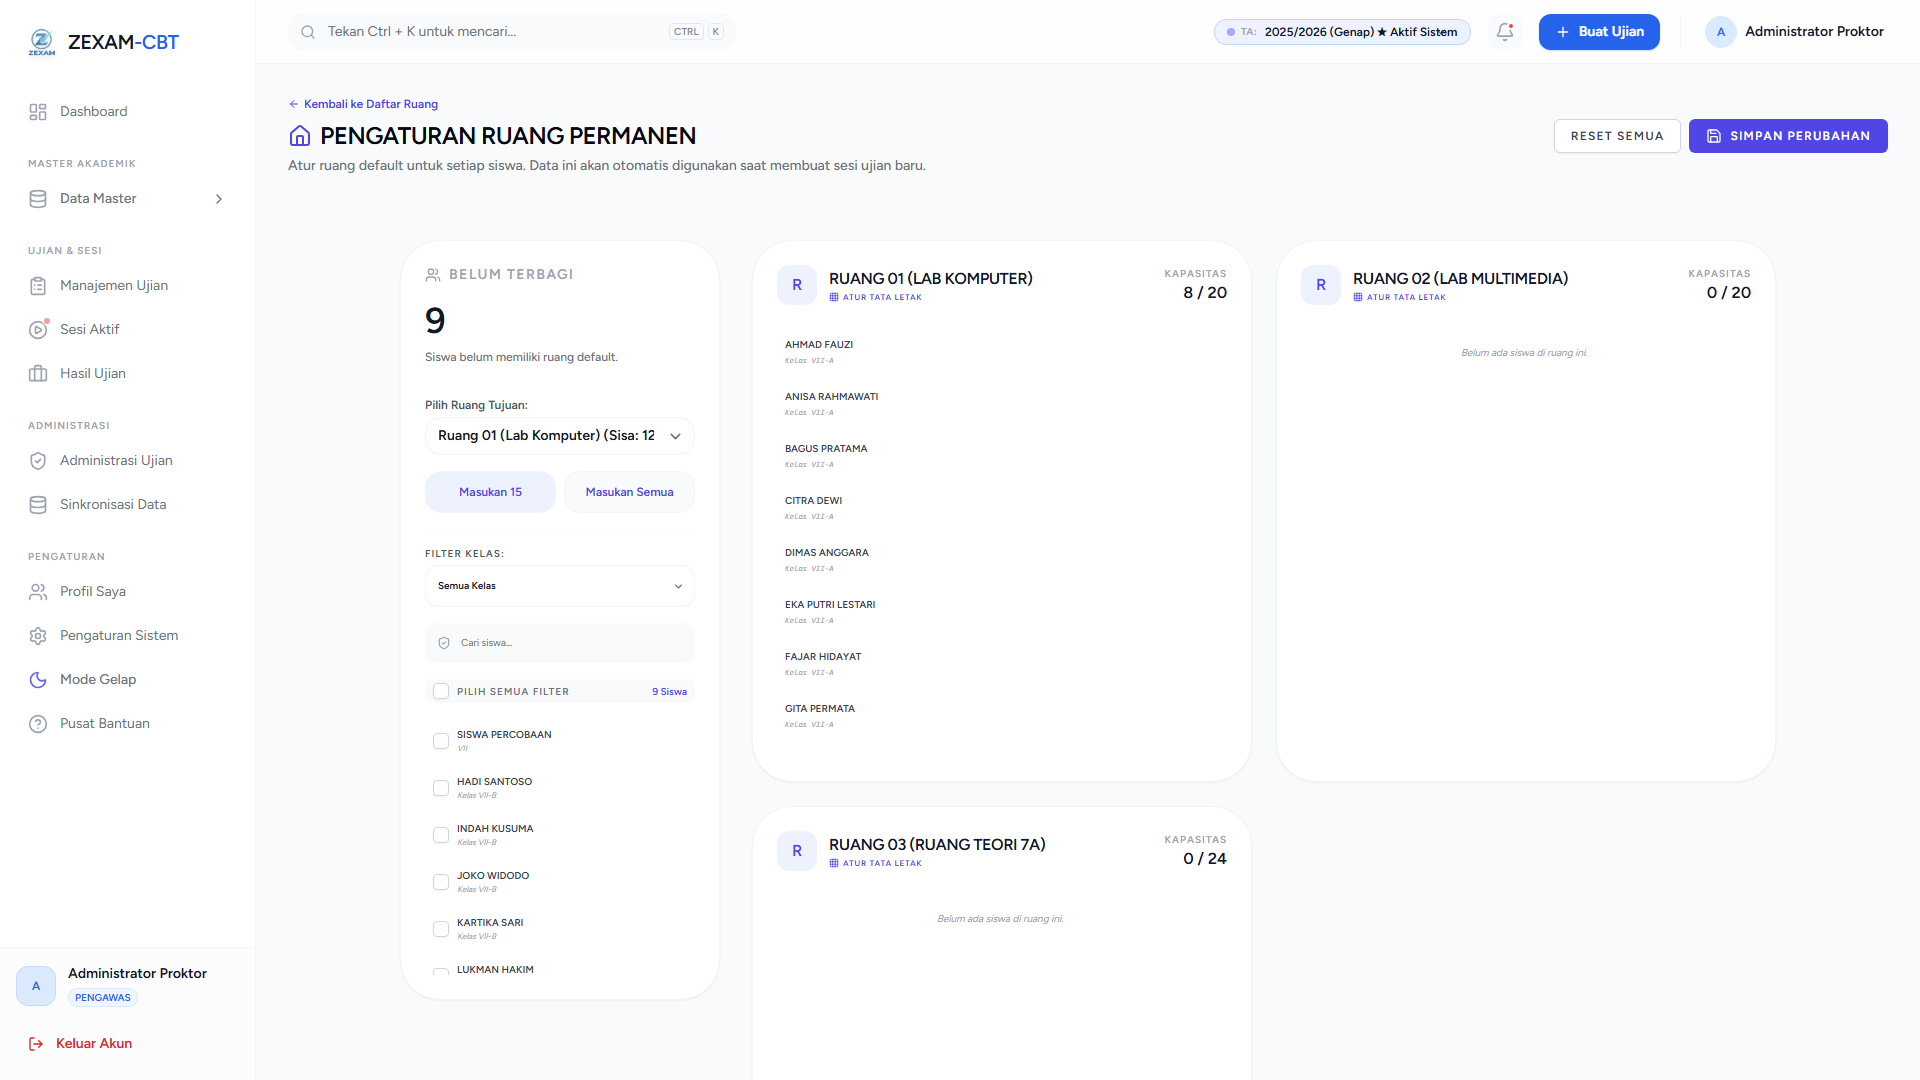 ZEXAM
ZEXAM-CBT
Dashboard
MASTER AKADEMIK
Data Master
UJIAN & SESI
Manajemen Ujian
Sesi Aktif
Hasil Ujian
ADMINISTRASI
Administrasi Ujian
Sinkronisasi Data
PENGATURAN
Profil Saya
Pengaturan Sistem
Mode Gelap
Pusat Bantuan
A
Administrator Proktor
PENGAWAS
Keluar Akun
Tekan Ctrl + K untuk mencari...
CTRL K
TA: 2025/2026 (Genap) ★ Aktif Sistem
+ Buat Ujian
A
Administrator Proktor
← Kembali ke Daftar Ruang
PENGATURAN RUANG PERMANEN
Atur ruang default untuk setiap siswa. Data ini akan otomatis digunakan saat membuat sesi ujian baru.
RESET SEMUA
SIMPAN PERUBAHAN
BELUM TERBAGI
9
Siswa belum memiliki ruang default.
Pilih Ruang Tujuan:
Ruang 01 (Lab Komputer) (Sisa: 12
Masukan 15
Masukan Semua
FILTER KELAS:
Semua Kelas
Cari siswa...
PILIH SEMUA FILTER
9 Siswa
SISWA PERCOBAAN
VII
HADI SANTOSO
Kelas VII-B
INDAH KUSUMA
Kelas VII-B
JOKO WIDODO
Kelas VII-B
KARTIKA SARI
Kelas VII-B
LUKMAN HAKIM
R
RUANG 01 (LAB KOMPUTER)
ATUR TATA LETAK
KAPASITAS
8 / 20
AHMAD FAUZI
Kelas VII-A
ANISA RAHMAWATI
Kelas VII-A
BAGUS PRATAMA
Kelas VII-A
CITRA DEWI
Kelas VII-A
DIMAS ANGGARA
Kelas VII-A
EKA PUTRI LESTARI
Kelas VII-A
FAJAR HIDAYAT
Kelas VII-A
GITA PERMATA
Kelas VII-A
R
RUANG 02 (LAB MULTIMEDIA)
ATUR TATA LETAK
KAPASITAS
0 / 20
Belum ada siswa di ruang ini.
R
RUANG 03 (RUANG TEORI 7A)
ATUR TATA LETAK
KAPASITAS
0 / 24
Belum ada siswa di ruang ini.